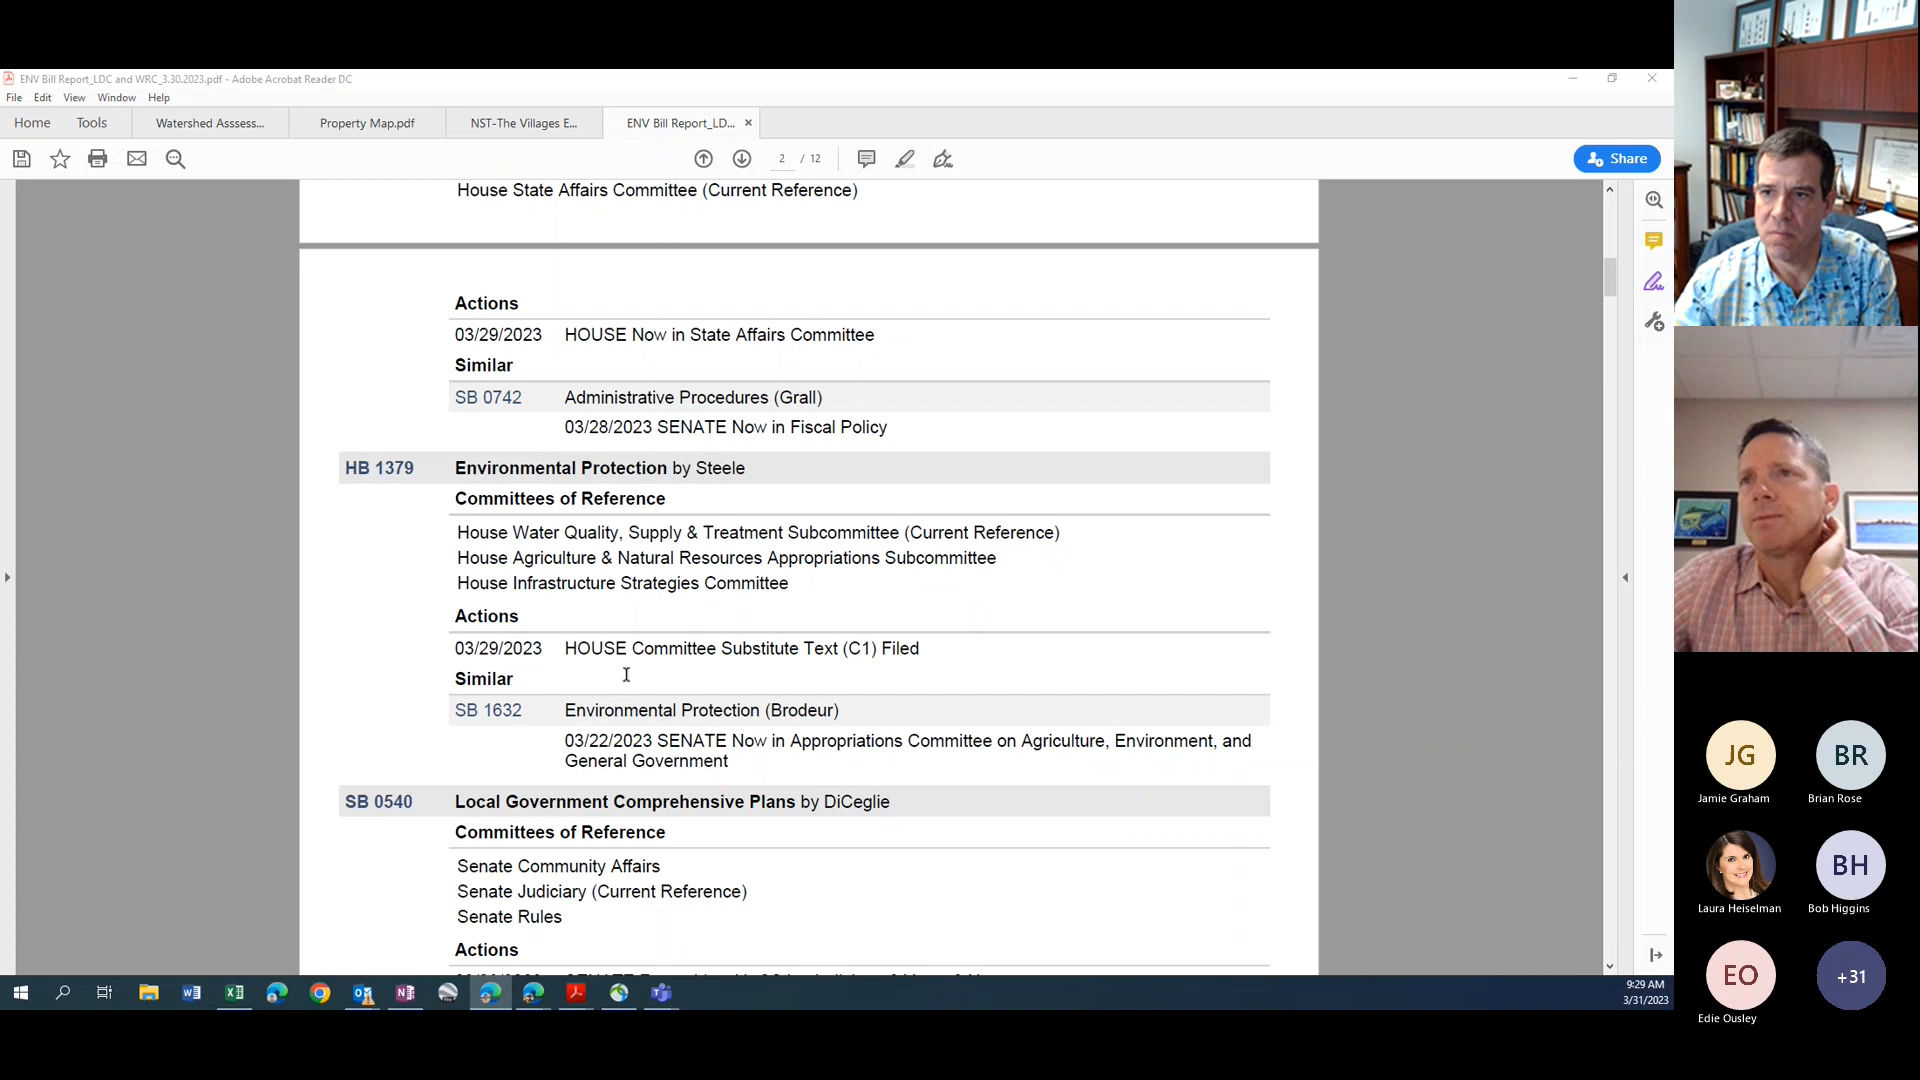 ENV Bill Report_LDC and WRC_3.30.2023.pdf - Adobe Acrobat Reader DC
File Edit View Window Help
Home Tools Watershed Asssess... Property Map.pdf NST-The Villages E... ENV Bill Report_LD... ×
2 / 12
Share
House State Affairs Committee (Current Reference)
Actions
03/29/2023 HOUSE Now in State Affairs Committee
Similar
SB 0742 Administrative Procedures (Grall)
03/28/2023 SENATE Now in Fiscal Policy
HB 1379 Environmental Protection by Steele
Committees of Reference
House Water Quality, Supply & Treatment Subcommittee (Current Reference)
House Agriculture & Natural Resources Appropriations Subcommittee
House Infrastructure Strategies Committee
Actions
03/29/2023 HOUSE Committee Substitute Text (C1) Filed
Similar
SB 1632 Environmental Protection (Brodeur)
03/22/2023 SENATE Now in Appropriations Committee on Agriculture, Environment, and
General Government
SB 0540 Local Government Comprehensive Plans by DiCeglie
Committees of Reference
Senate Community Affairs
Senate Judiciary (Current Reference)
Senate Rules
Actions
9:29 AM
3/31/2023
JG BR
Jamie Graham Brian Rose
BH
Laura Heiselman Bob Higgins
EO +31
Edie Ousley